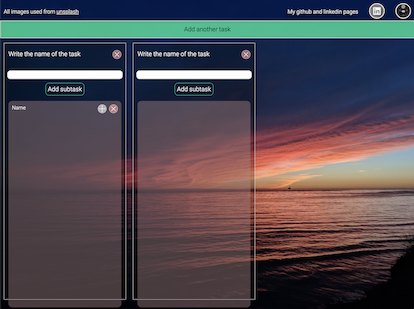 All images used from unsplash
My github and linkedin pages
in
Add another task
Write the name of the task
Write the name of the task
Add subtask
Add subtask
Name